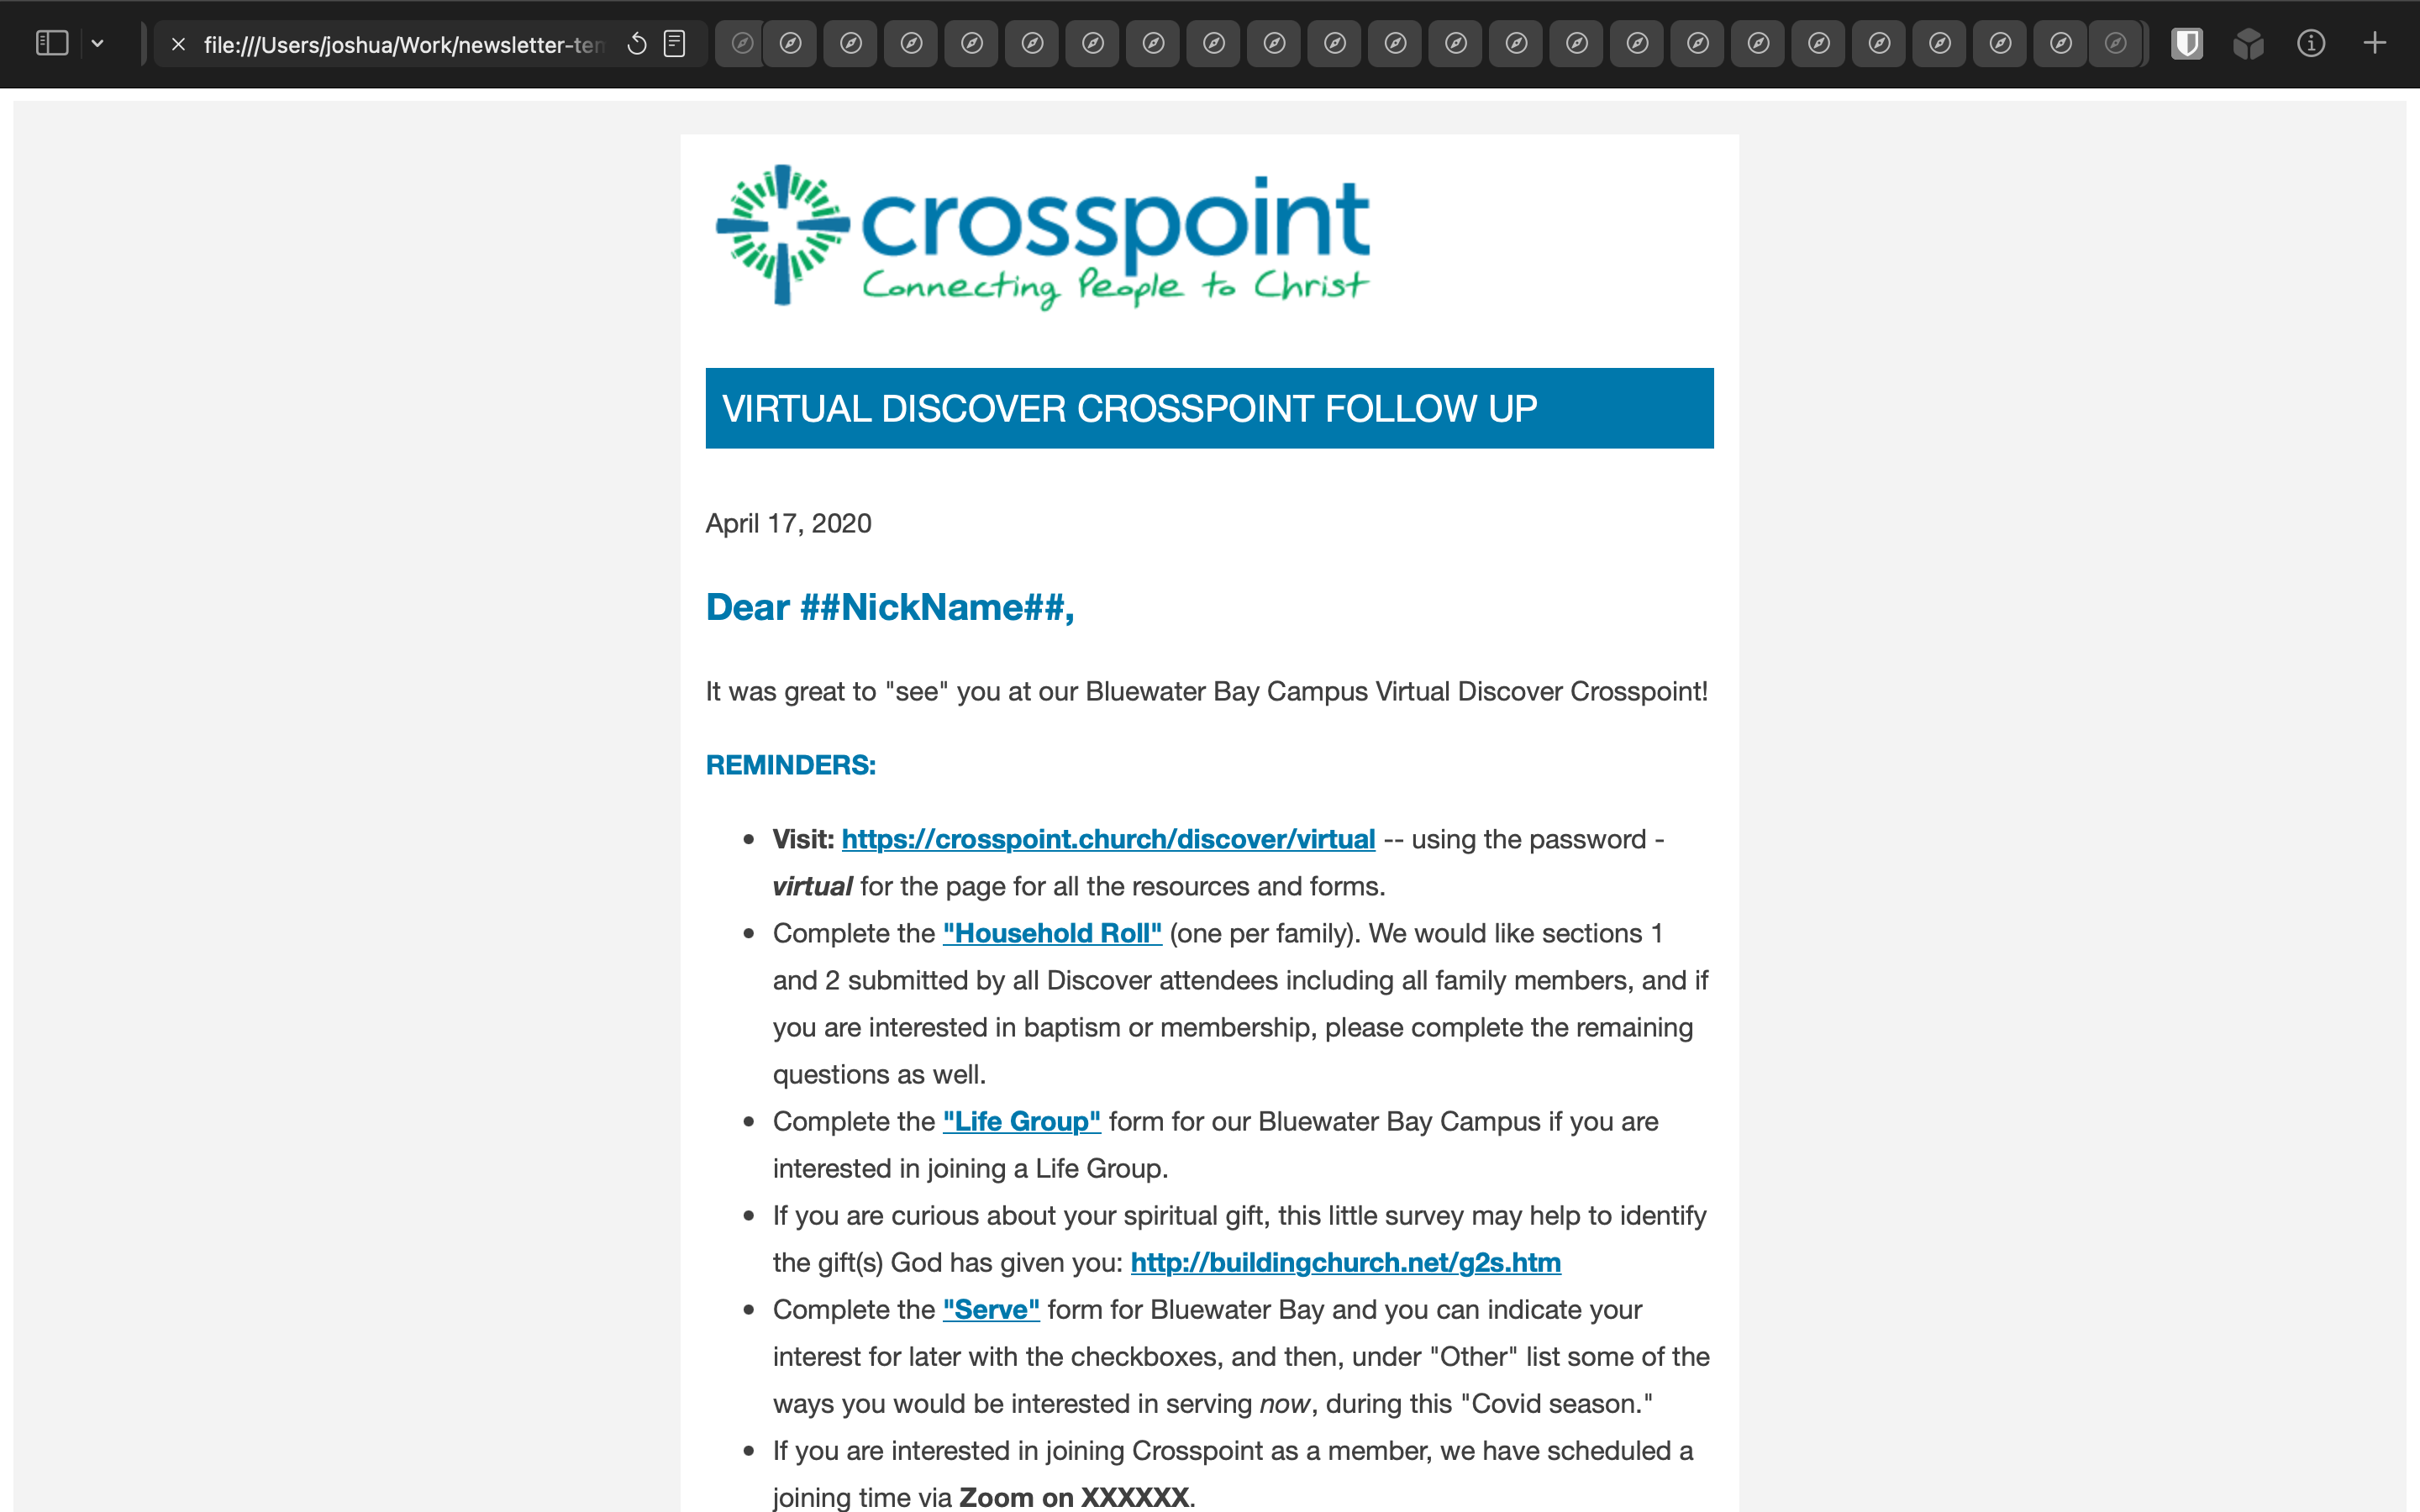 file:///Users/joshua/Work/newsletter-ten
crosspoint
Connecting People to Christ
VIRTUAL DISCOVER CROSSPOINT FOLLOW UP
April 17, 2020
Dear ##NickName##,
It was great to "see" you at our Bluewater Bay Campus Virtual Discover Crosspoint!
REMINDERS:
• Visit: https://crosspoint.church/discover/virtual -- using the password -
virtual for the page for all the resources and forms.
• Complete the "Household Roll" (one per family). We would like sections 1
and 2 submitted by all Discover attendees including all family members, and if
you are interested in baptism or membership, please complete the remaining
questions as well.
• Complete the "Life Group" form for our Bluewater Bay Campus if you are
interested in joining a Life Group.
• If you are curious about your spiritual gift, this little survey may help to identify
the gift(s) God has given you: http://buildingchurch.net/g2s.htm
• Complete the "Serve" form for Bluewater Bay and you can indicate your
interest for later with the checkboxes, and then, under "Other" list some of the
ways you would be interested in serving now, during this "Covid season."
• If you are interested in joining Crosspoint as a member, we have scheduled a
joining time via Zoom on XXXXXX.